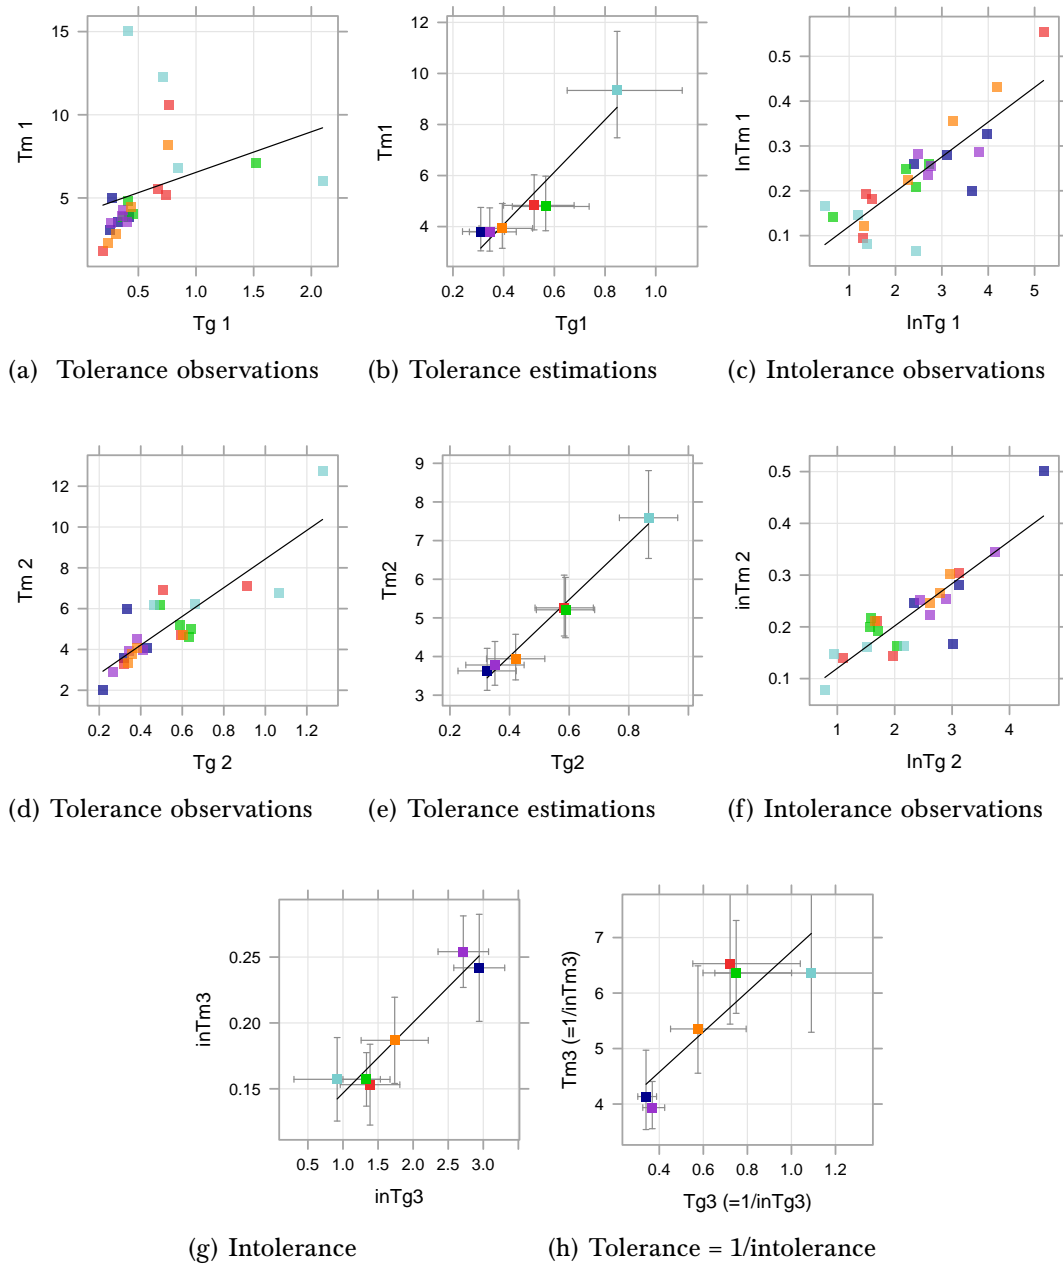 15
10
5
Tm 1
0.5 1.0 1.5 2.0
Tg 1
12
10
8
6
4
Tm1
0.2 0.4 0.6 0.8 1.0
Tg1
0.5
0.4
0.3
0.2
0.1
InTm 1
1 2 3 4 5
InTg 1
(a) Tolerance observations
(b) Tolerance estimations
(c) Intolerance observations
12
10
8
6
4
2
Tm 2
0.2 0.4 0.6 0.8 1.0 1.2
Tg 2
9
8
7
6
5
4
3
Tm2
0.2 0.4 0.6 0.8
Tg2
0.5
0.4
0.3
0.2
0.1
inTm 2
1 2 3 4
InTg 2
(d) Tolerance observations
(e) Tolerance estimations
(f) Intolerance observations
0.25
0.20
0.15
inTm3
0.5 1.0 1.5 2.0 2.5 3.0
inTg3
7
6
5
4
Tm3 (=1/inTm3)
0.4 0.6 0.8 1.0 1.2
Tg3 (=1/inTg3)
(g) Intolerance
(h) Tolerance = 1/intolerance